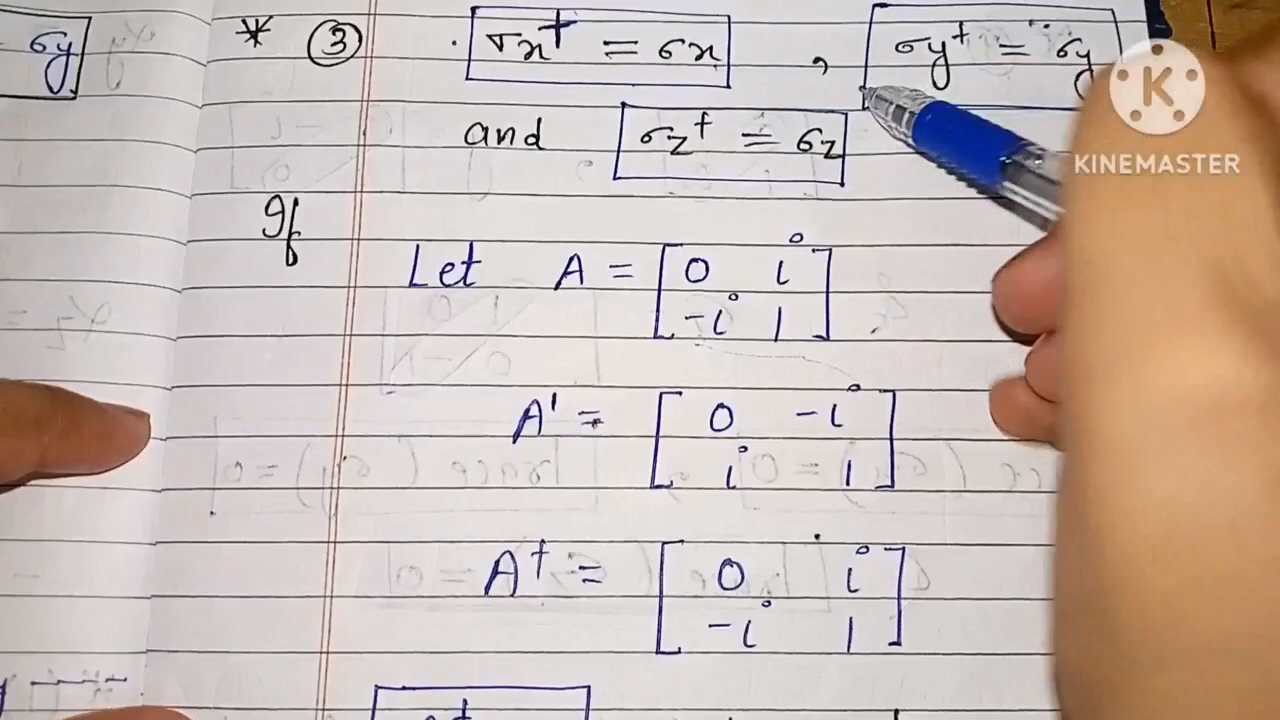 σy
* ③ σx† = σx , σy† = σy
KINEMASTER
and σz† = σz
If
Let A = [0 i
-i 1]
A' = [0 -i
i 1]
A† = [0 i
-i 1]